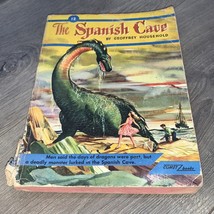 The Spanish Cave
BY GEOFFREY HOUSEHOLD
Men said the days of dragons were past, but
a deadly monster lurked in the Spanish Cave.